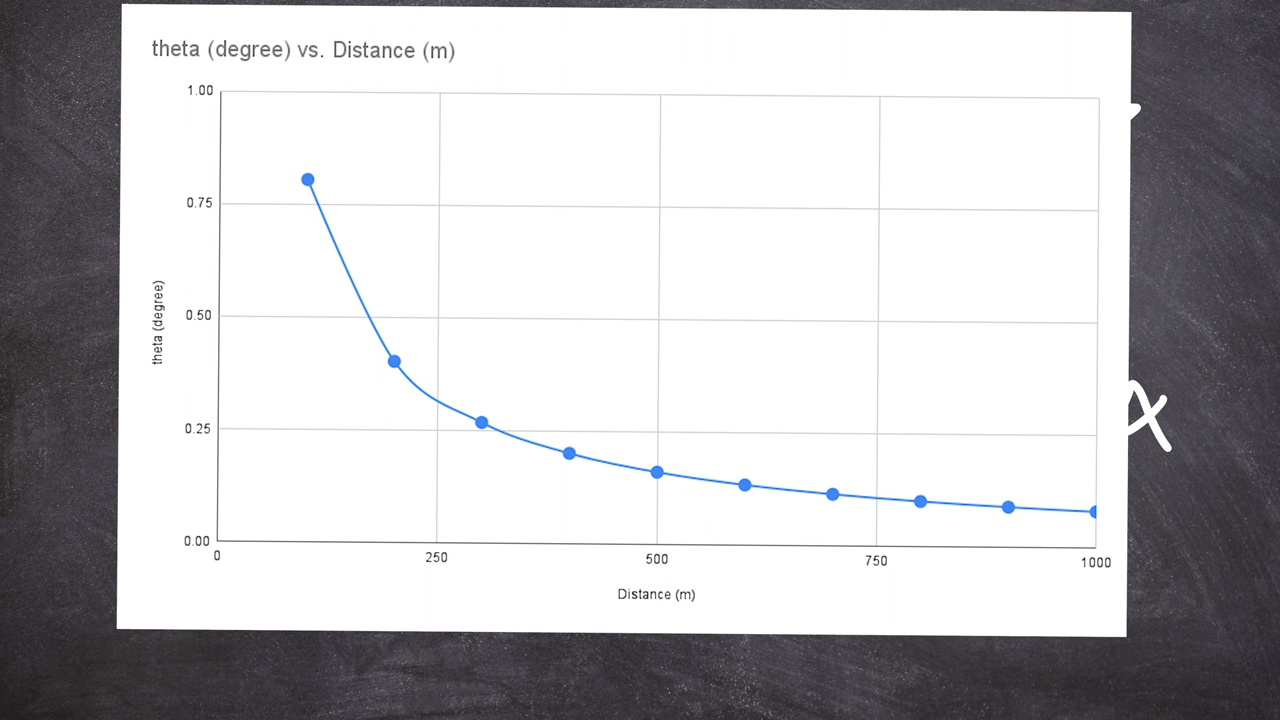 theta (degree) vs. Distance (m)
1.00
0.75
0.50
0.25
0.00
theta (degree)
0 250 500 750 1000
Distance (m)